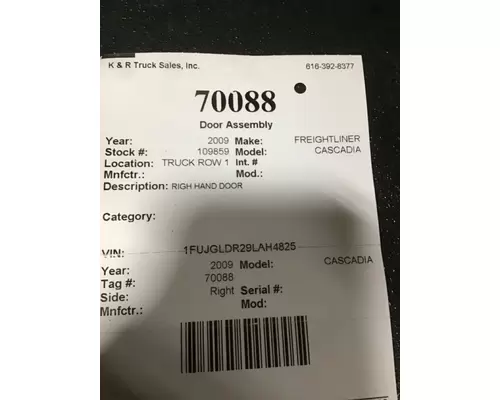 K & R Truck Sales, Inc. 616-392-8377
70088
Door Assembly
Year: 2009 Make: FREIGHTLINER
Stock #: 109859 Model: CASCADIA
Location: TRUCK ROW 1 Int. #
Mnfctr.: Mod.:
Description: RIGH HAND DOOR
Category:
VIN: 1FUJGLDR29LAH4825
Year: 2009 Model: CASCADIA
Tag #: 70088
Side: Right Serial #:
Mnfctr.: Mod: